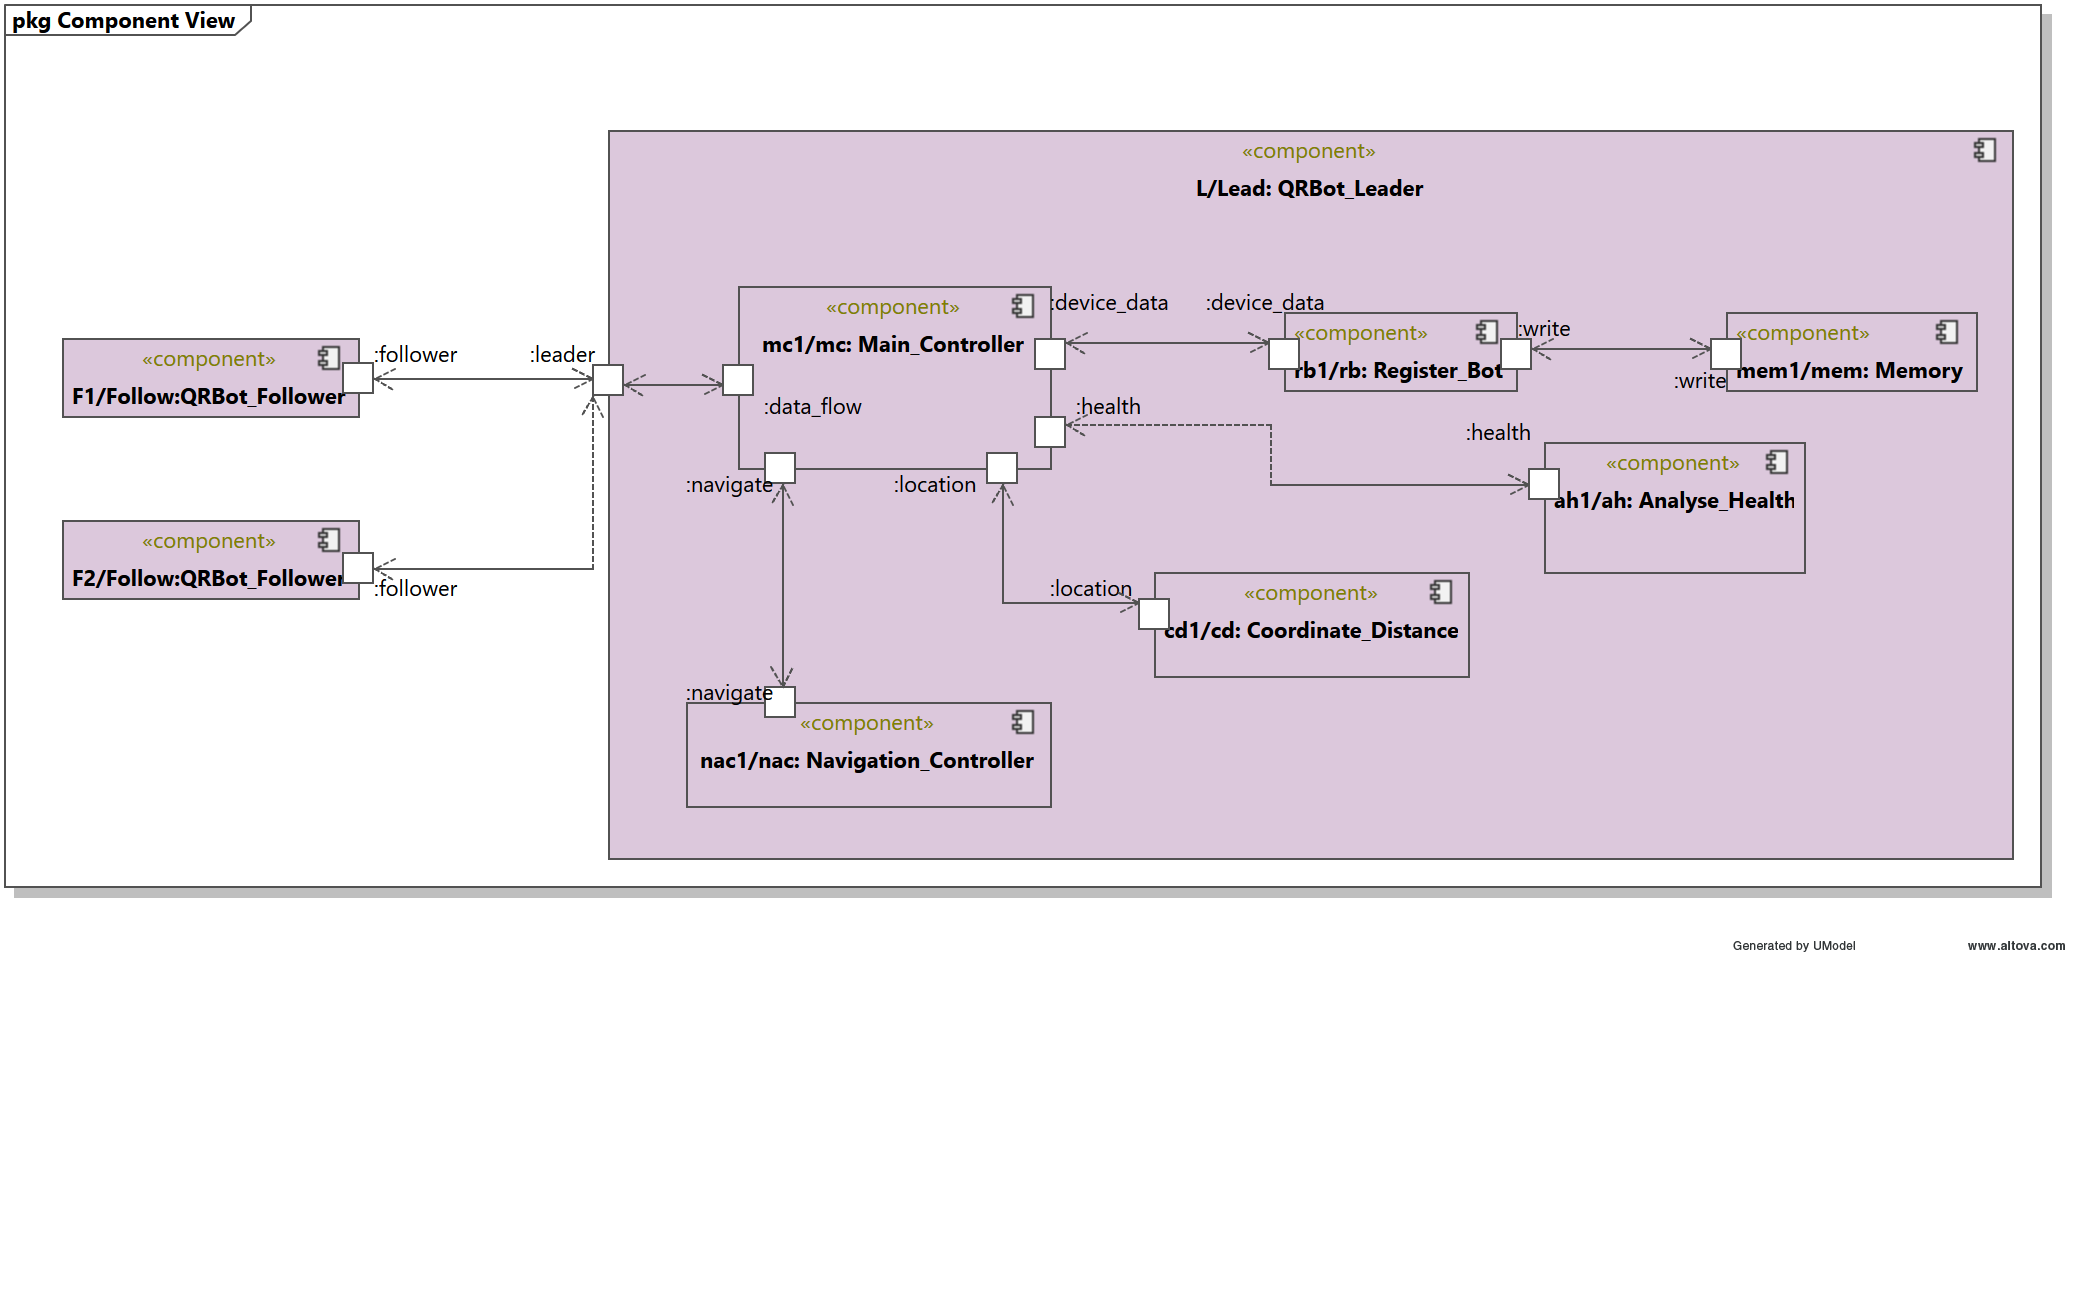 pkg Component View
«component»
L/Lead: QRBot_Leader
«component»
mc1/mc: Main_Controller
:device_data
:device_data
«component»
rb1/rb: Register_Bot
:write
:write
«component»
mem1/mem: Memory
«component»
F1/Follow:QRBot_Follower
:follower
:leader
:data_flow
:health
:health
«component»
ah1/ah: Analyse_Health
:navigate
:location
«component»
F2/Follow:QRBot_Follower
:follower
:location
«component»
cd1/cd: Coordinate_Distance
:navigate
«component»
nac1/nac: Navigation_Controller
Generated by UModel
www.altova.com